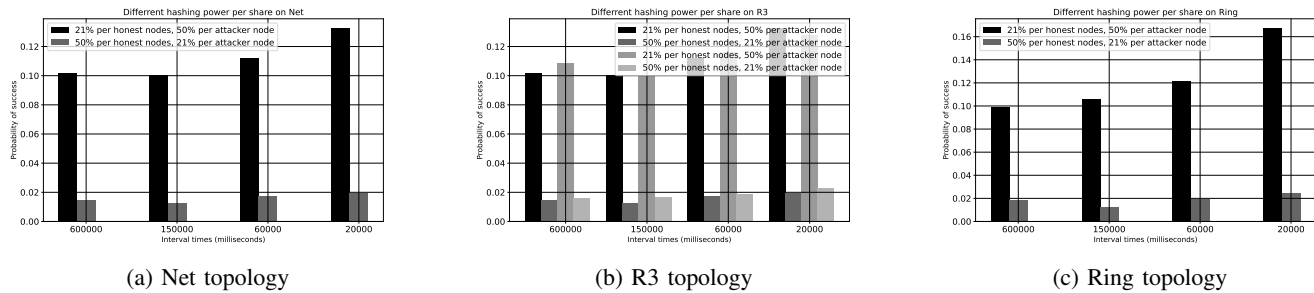 Differrent hashing power per share on Net
21% per honest nodes, 50% per attacker node
50% per honest nodes, 21% per attacker node
Probability of success
0.12
0.10
0.08
0.06
0.04
0.02
0.00
600000
150000
60000
20000
Interval times (milliseconds)
(a) Net topology
Differrent hashing power per share on R3
21% per honest nodes, 50% per attacker node
50% per honest nodes, 21% per attacker node
21% per honest nodes, 50% per attacker node
50% per honest nodes, 21% per attacker node
Probability of success
0.12
0.10
0.08
0.06
0.04
0.02
0.00
600000
150000
60000
20000
Interval times (milliseconds)
(b) R3 topology
Differrent hashing power per share on Ring
21% per honest nodes, 50% per attacker node
50% per honest nodes, 21% per attacker node
Probability of success
0.16
0.14
0.12
0.10
0.08
0.06
0.04
0.02
0.00
600000
150000
60000
20000
Interval times (milliseconds)
(c) Ring topology